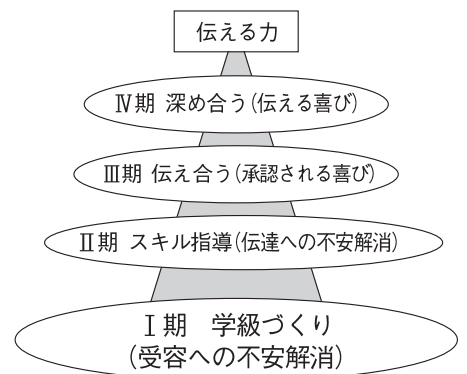 伝える力
Ⅳ期 深め合う(伝える喜び)
Ⅲ期 伝え合う(承認される喜び)
Ⅱ期 スキル指導(伝達への不安解消)
Ⅰ期 学級づくり
(受容への不安解消)